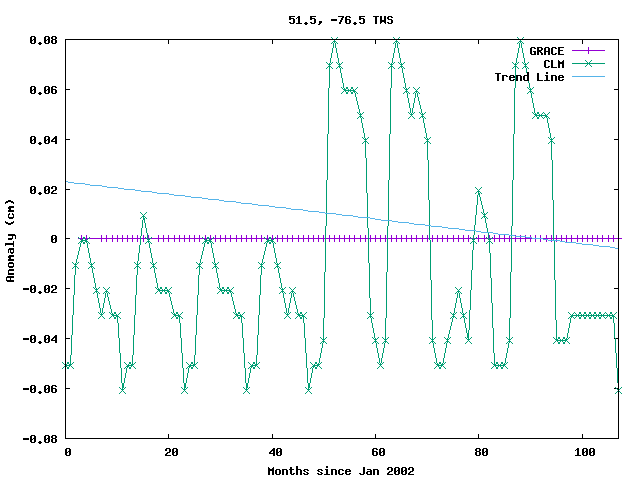 51.5, -76.5 TWS
GRACE
CLM
Trend Line
0.08
0.06
0.04
0.02
0
-0.02
-0.04
-0.06
-0.08
Anomaly (cm)
0 20 40 60 80 100
Months since Jan 2002